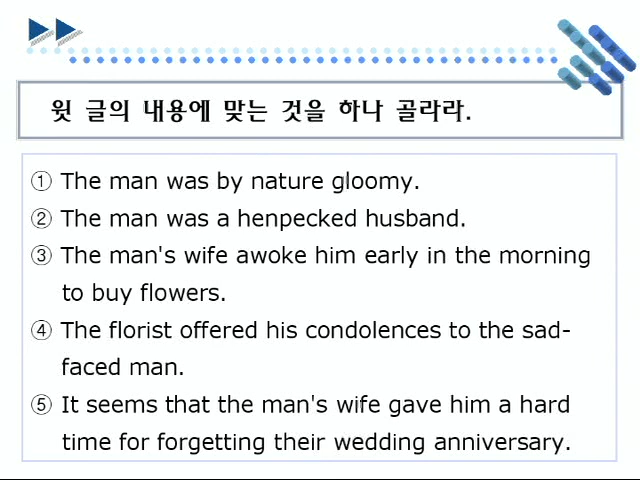 윗 글의 내용에 맞는 것을 하나 골라라.
① The man was by nature gloomy.
② The man was a henpecked husband.
③ The man's wife awoke him early in the morning
to buy flowers.
④ The florist offered his condolences to the sad-
faced man.
⑤ It seems that the man's wife gave him a hard
time for forgetting their wedding anniversary.